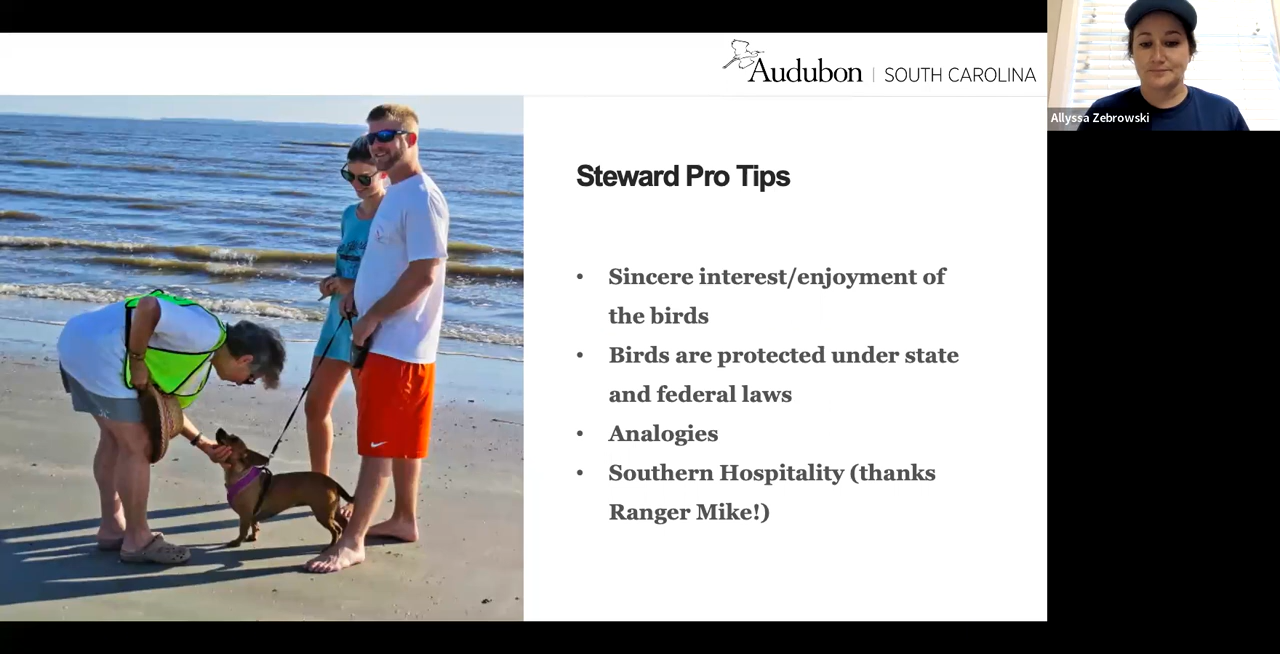 Audubon | SOUTH CAROLINA
Allyssa Zebrowski
Steward Pro Tips
• Sincere interest/enjoyment of
the birds
• Birds are protected under state
and federal laws
• Analogies
• Southern Hospitality (thanks
Ranger Mike!)